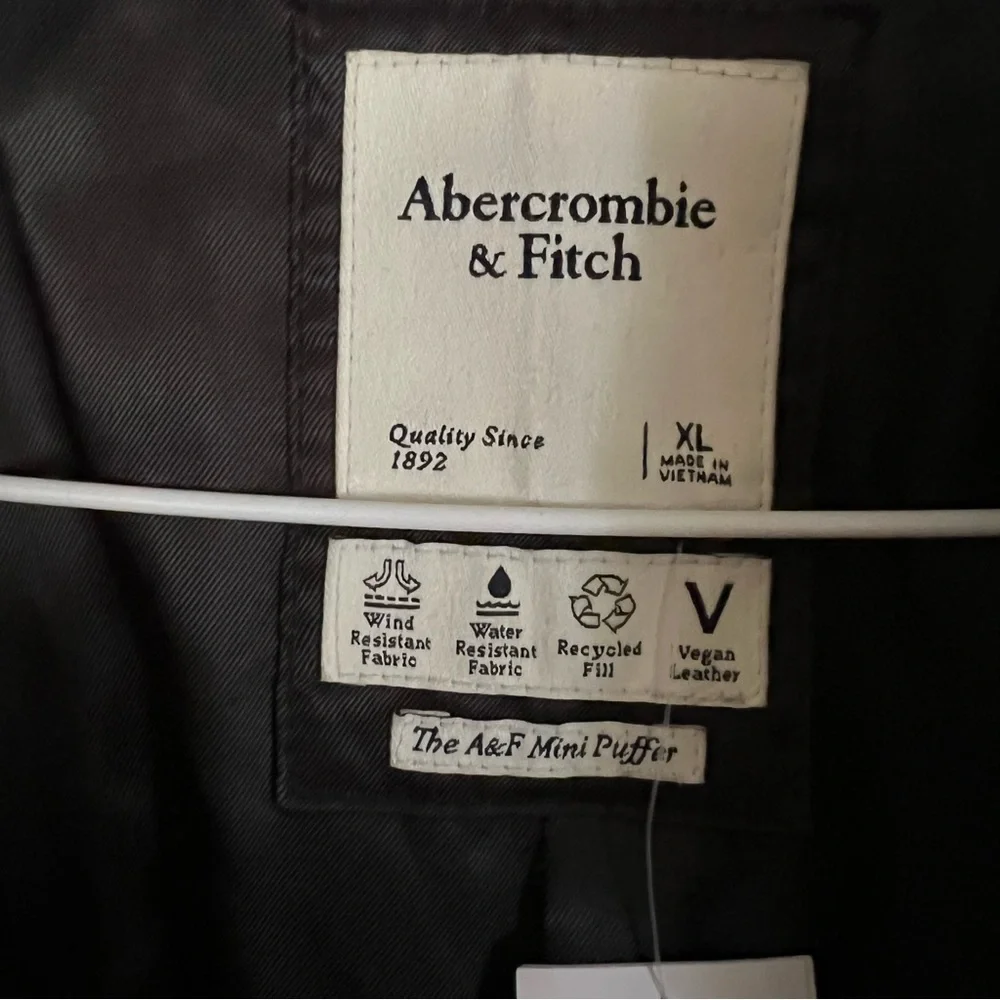 Abercrombie
& Fitch
Quality Since
1892
XL
MADE IN
VIETNAM
Wind
Resistant
Fabric
Water
Resistant
Fabric
Recycled
Fill
V
Vegan
Leather
The A&F Mini Puffer